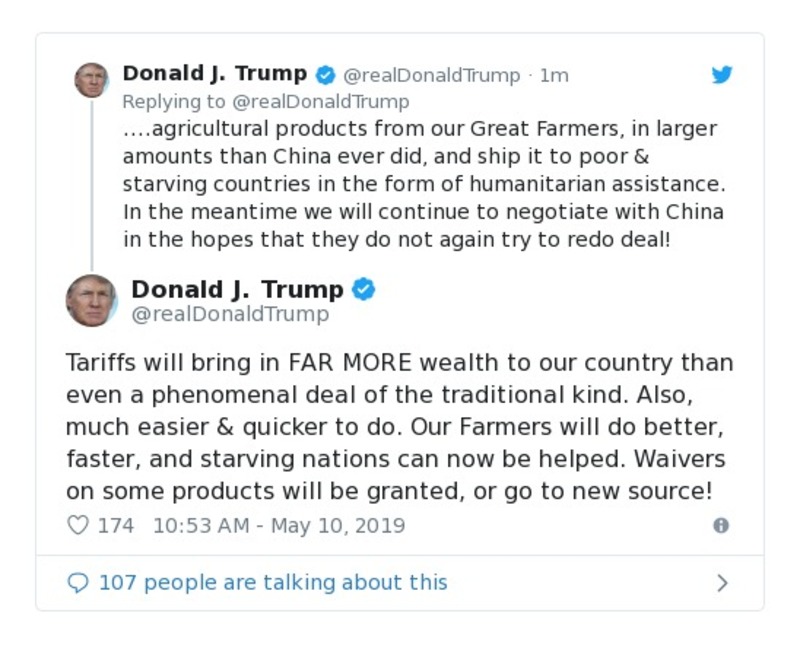 Donald J. Trump @realDonaldTrump · 1m
Replying to @realDonaldTrump
....agricultural products from our Great Farmers, in larger
amounts than China ever did, and ship it to poor &
starving countries in the form of humanitarian assistance.
In the meantime we will continue to negotiate with China
in the hopes that they do not again try to redo deal!
Donald J. Trump
@realDonaldTrump
Tariffs will bring in FAR MORE wealth to our country than
even a phenomenal deal of the traditional kind. Also,
much easier & quicker to do. Our Farmers will do better,
faster, and starving nations can now be helped. Waivers
on some products will be granted, or go to new source!
174 10:53 AM - May 10, 2019
107 people are talking about this